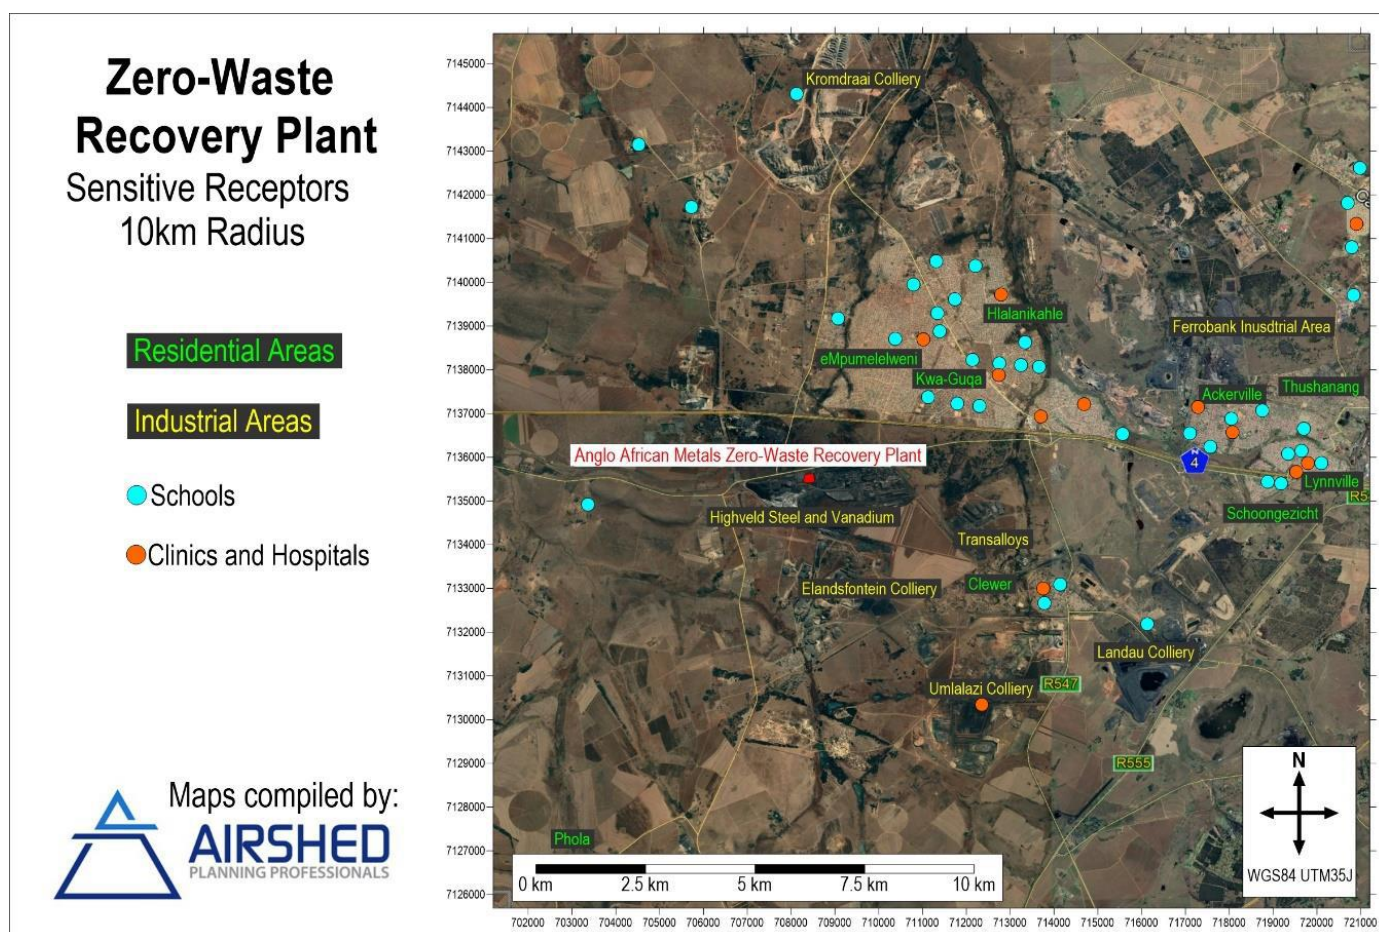 Zero-Waste
Recovery Plant
Sensitive Receptors
10km Radius
Residential Areas
Industrial Areas
Schools
Clinics and Hospitals
Maps compiled by:
AIRSHED
PLANNING PROFESSIONALS
7145000
7144000
7143000
7142000
7141000
7140000
7139000
7138000
7137000
7136000
7135000
7134000
7133000
7132000
7131000
7130000
7129000
7128000
7127000
7126000
Kromdraai Colliery
Hlalanikahle
Ferrobank Inusdtrial Area
eMpumelelweni
Kwa-Guqa
Ackerville
Thushanang
Anglo African Metals Zero-Waste Recovery Plant
N
4
Lynnville
R5
Highveld Steel and Vanadium
Schoongezicht
Transalloys
Elandsfontein Colliery
Clewer
Landau Colliery
Umlalazi Colliery
R547
R555
Phola
0 km 2.5 km 5 km 7.5 km 10 km
N
WGS84 UTM35J
702000 703000 704000 705000 706000 707000 708000 709000 710000 711000 712000 713000 714000 715000 716000 717000 718000 719000 720000